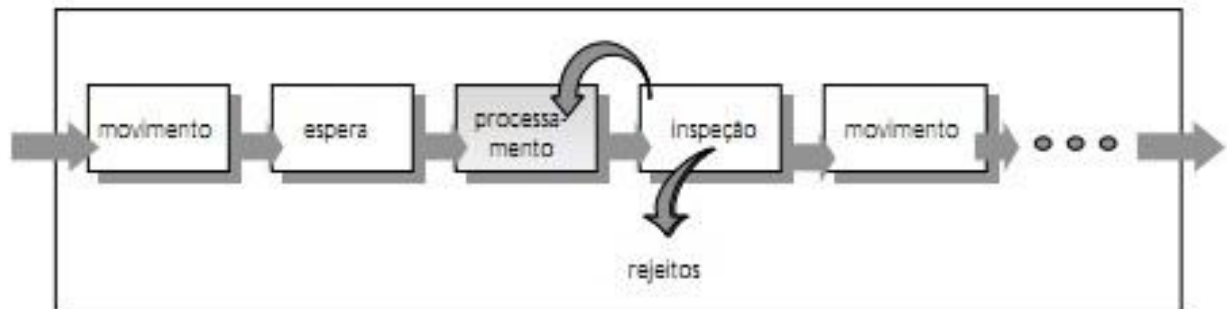 movimento
espera
processa-
mento
inspeção
movimento
rejeitos